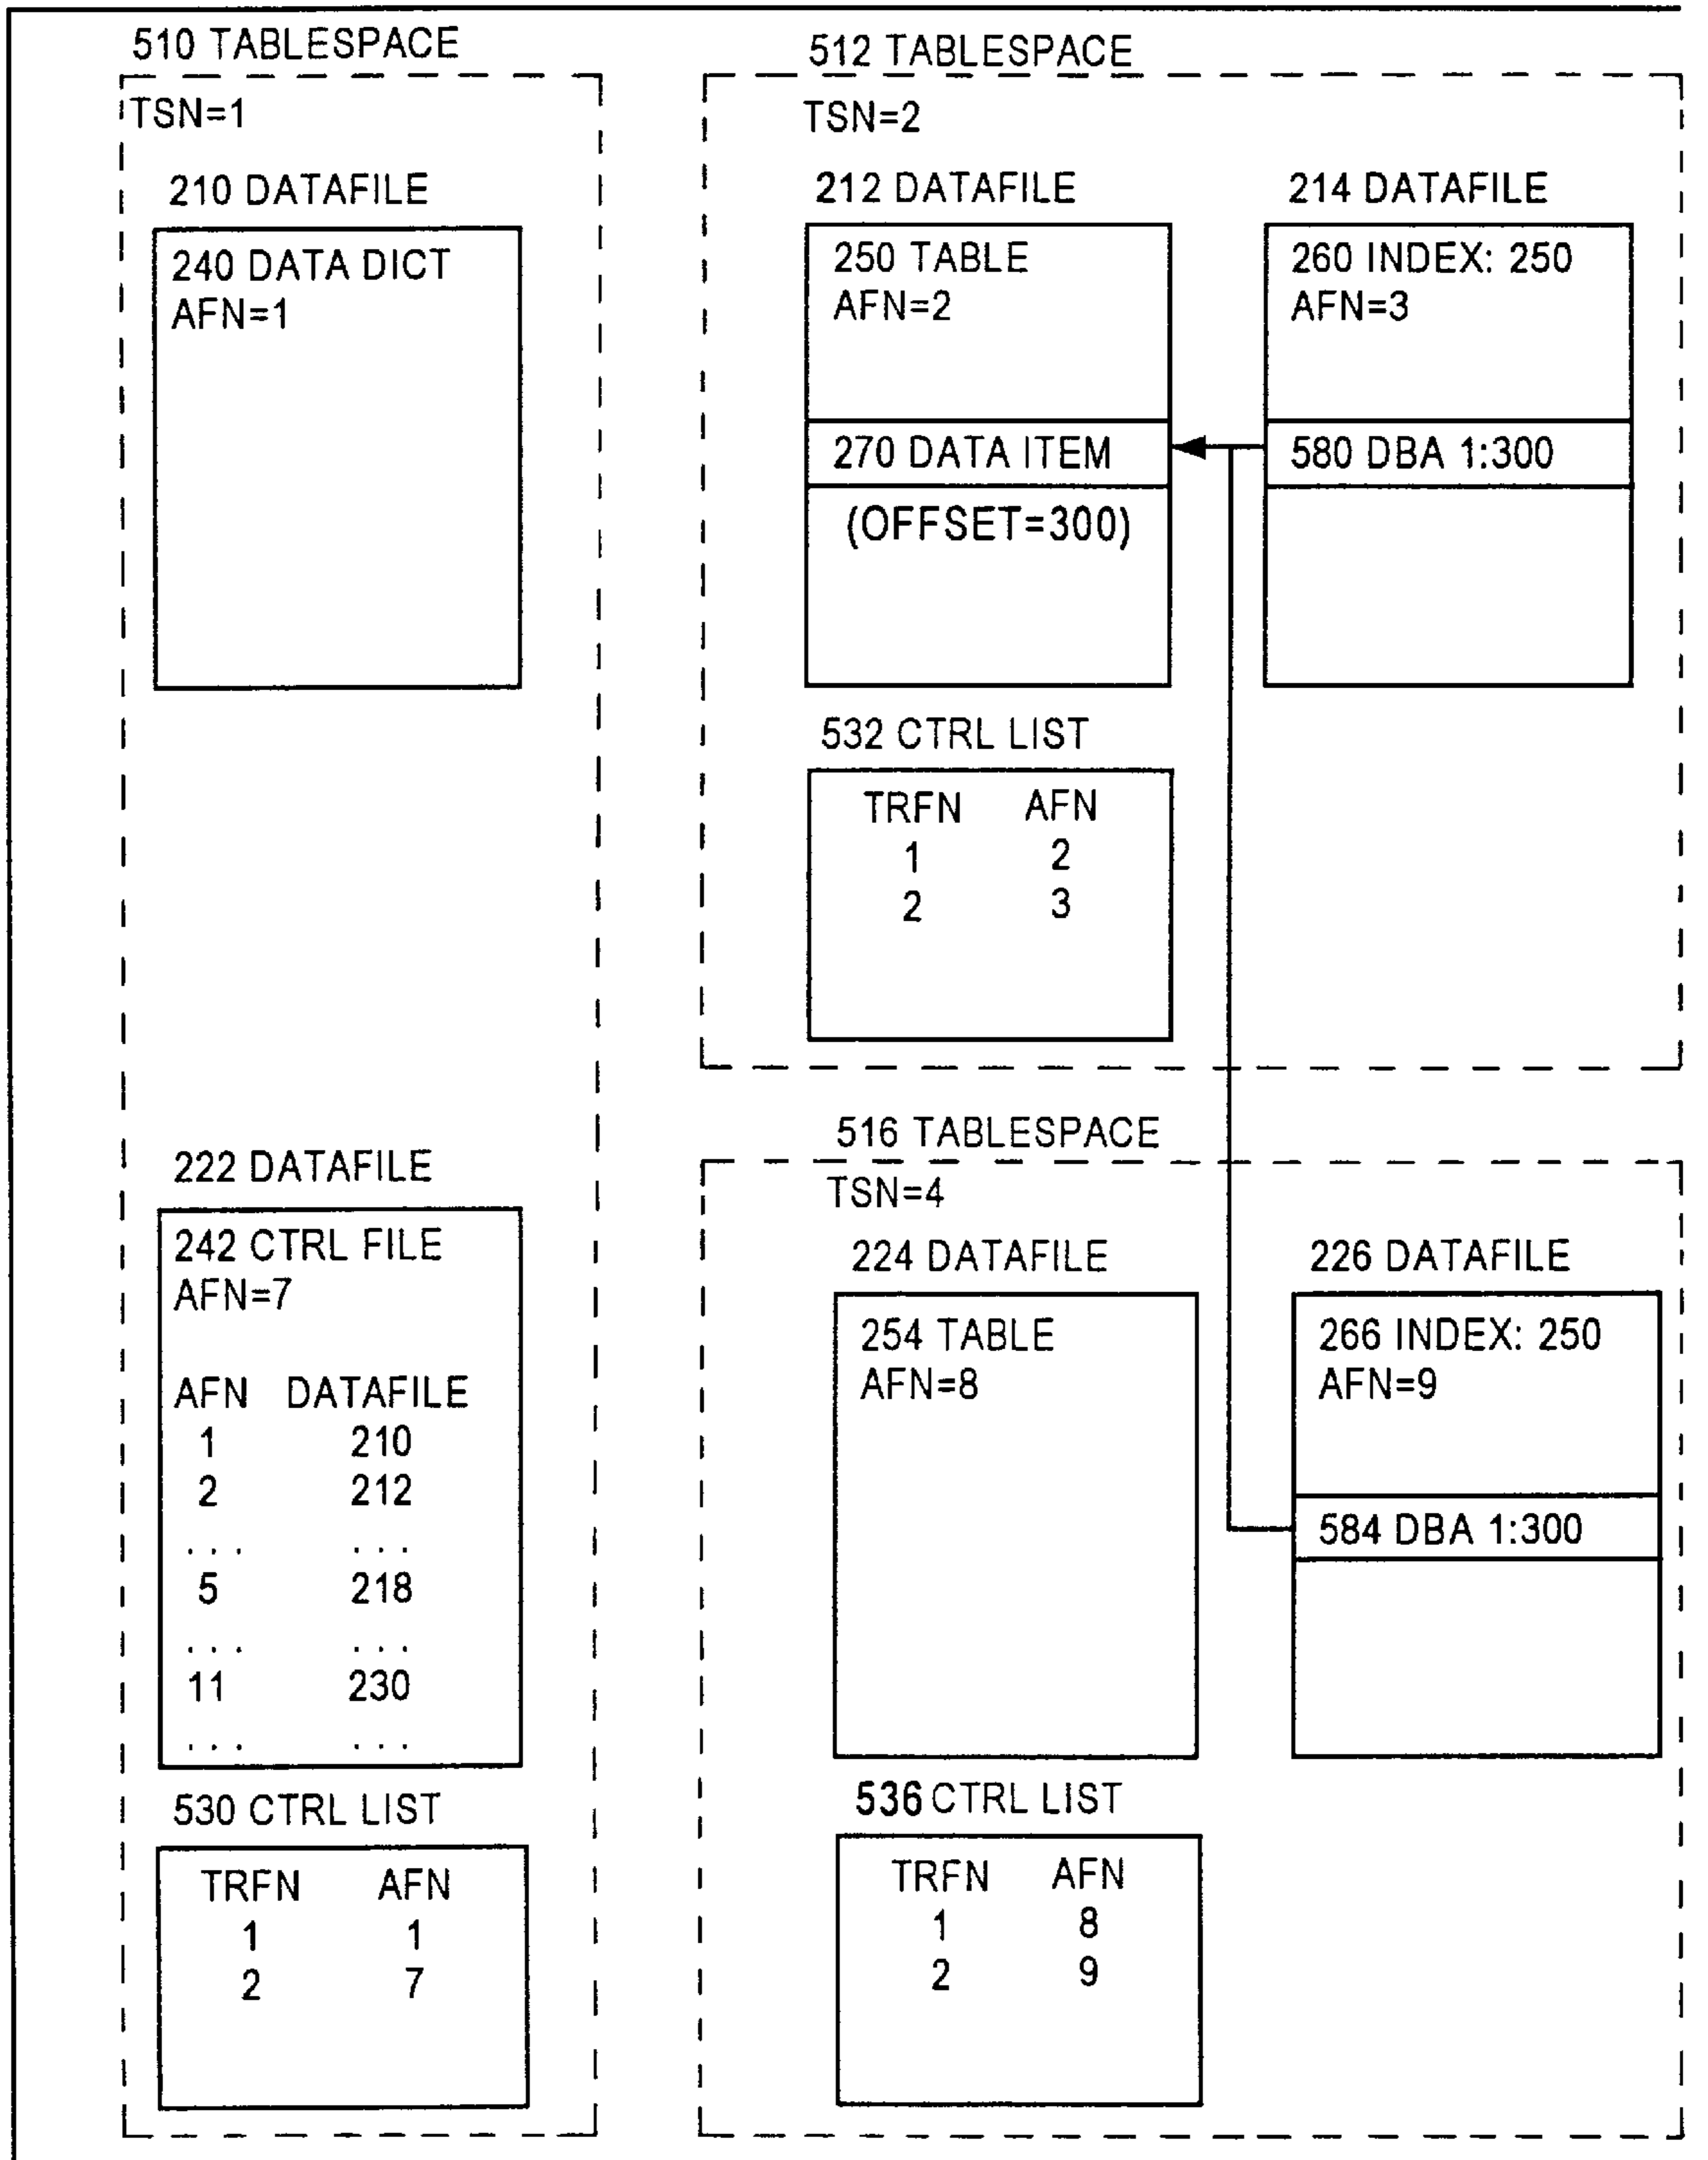 510 TABLESPACE
TSN=1
210 DATAFILE
240 DATA DICT
AFN=1
222 DATAFILE
242 CTRL FILE
AFN=7
AFN DATAFILE
1 210
2 212
... ...
5 218
... ...
11 230
... ...
530 CTRL LIST
TRFN AFN
1 1
2 7
512 TABLESPACE
TSN=2
212 DATAFILE
250 TABLE
AFN=2
270 DATA ITEM
(OFFSET=300)
214 DATAFILE
260 INDEX: 250
AFN=3
580 DBA 1:300
532 CTRL LIST
TRFN AFN
1 2
2 3
516 TABLESPACE
TSN=4
224 DATAFILE
254 TABLE
AFN=8
226 DATAFILE
266 INDEX: 250
AFN=9
584 DBA 1:300
536 CTRL LIST
TRFN AFN
1 8
2 9